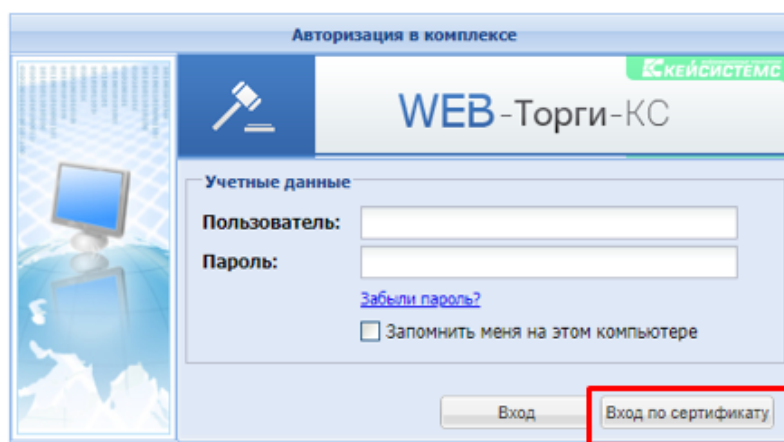 Авторизация в комплексе
КЕЙСИСТЕМС
WEB-Торги-КС
Учетные данные
Пользователь:
Пароль:
Забыли пароль?
Запомнить меня на этом компьютере
Вход
Вход по сертификату